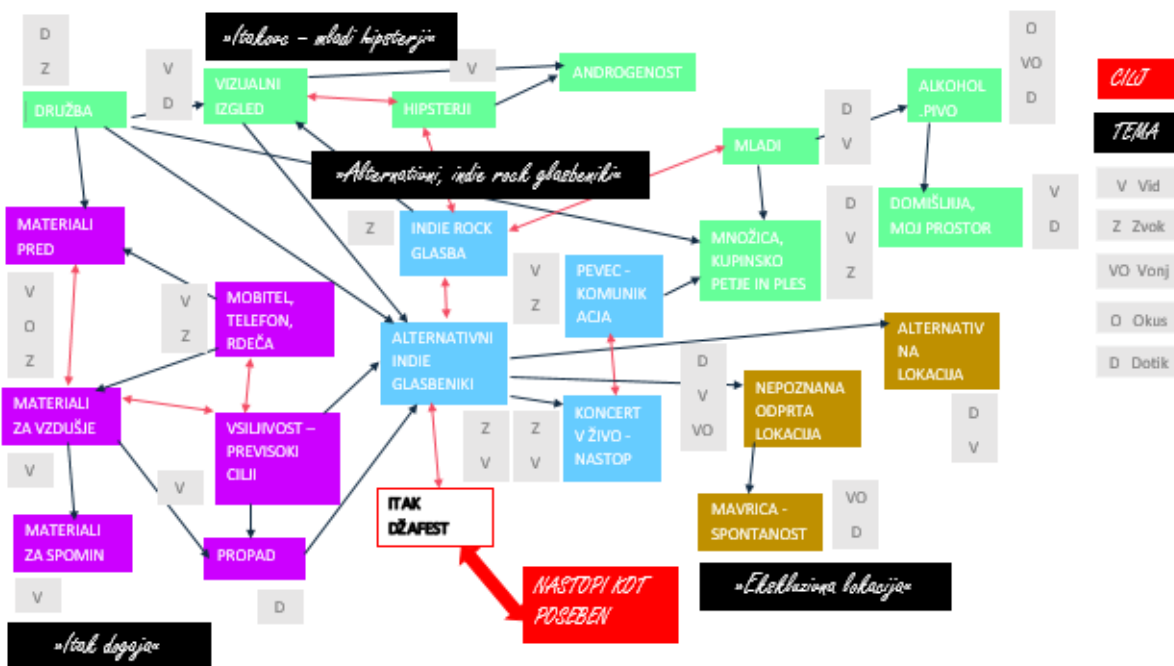 »Itakovc – mladi hipsterji«
D
Z
V
D
VIZUALNI
IZGLED
V
ANDROGENOST
O
VO
D
CILJ
DRUŽBA
HIPSTERJI
ALKOHOL
,PIVO
D
V
MLADI
TEMA
»Alternativni, indie rock glasbeniki«
V Vid
Z Zvok
VO Vonj
O Okus
D Dotik
MATERIALI
PRED
Z
INDIE ROCK
GLASBA
D
V
Z
MNOŽICA,
KUPINSKO
PETJE IN PLES
DOMIŠLJIJA,
MOJ PROSTOR
V
D
V
O
Z
V
Z
MOBITEL,
TELEFON,
RDEČA
V
Z
PEVEC -
KOMUNIK
ACIJA
ALTERNATIVNI
INDIE
GLASBENIKI
ALTERNATIV
NA
LOKACIJA
D
V
VO
NEPOZNANA
ODPRTA
LOKACIJA
MATERIALI
ZA VZDUŠJE
VSILJIVOST –
PREVISOKI
CILJI
Z
V
Z
V
KONCERT
V ŽIVO -
NASTOP
D
V
V
V
MATERIALI
ZA SPOMIN
PROPAD
ITAK
DŽAFEST
MAVRICA -
SPONTANOST
VO
D
V
D
NASTOPI KOT
POSEBEN
»Ekskluzivna lokacija«
»Itak dogaja«